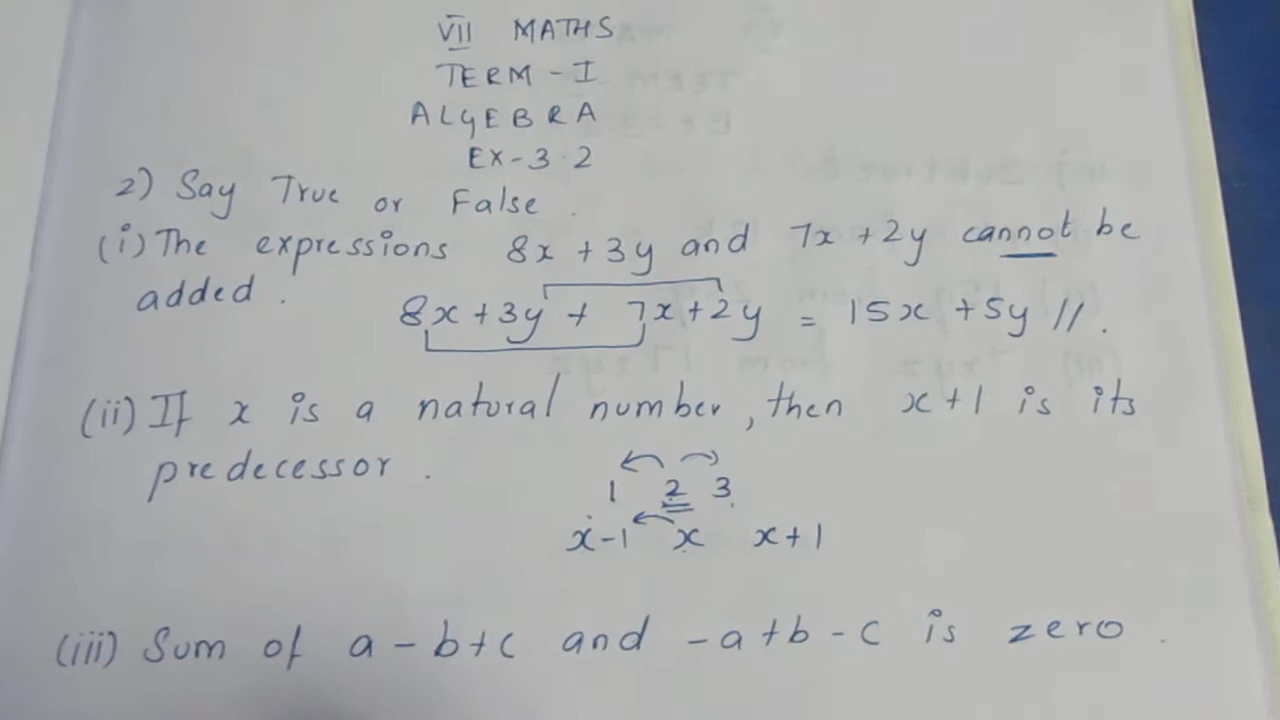 VII MATHS
TERM - I
ALGEBRA
EX-3.2
2) Say True or False.
(i) The expressions 8x + 3y and 7x + 2y cannot be
added.
8x + 3y + 7x + 2y = 15x + 5y //.
(ii) If x is a natural number, then x+1 is its
predecessor.
1 2 3
x-1 x x+1
(iii) Sum of a - b + c and -a + b - c is zero.